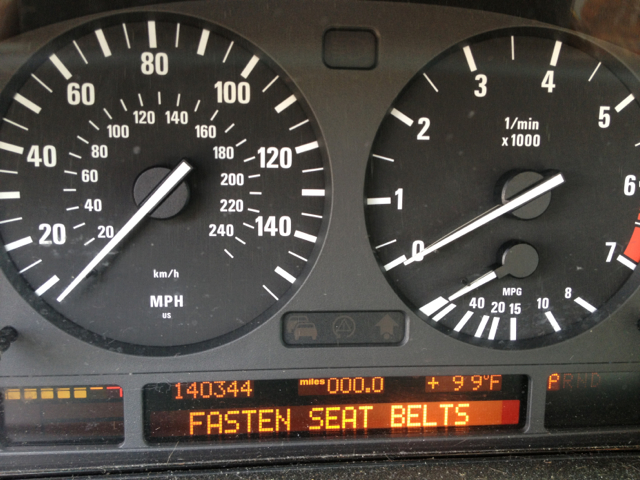 20 40 60 80 100 120 140
20 40 60 80 100 120 140 160 180 200 220 240
km/h
MPH
US
0 1 2 3 4 5 6 7
1/min
x 1000
MPG
40 20 15 10 8
140344 miles 000.0 + 99°F PRND
FASTEN SEAT BELTS